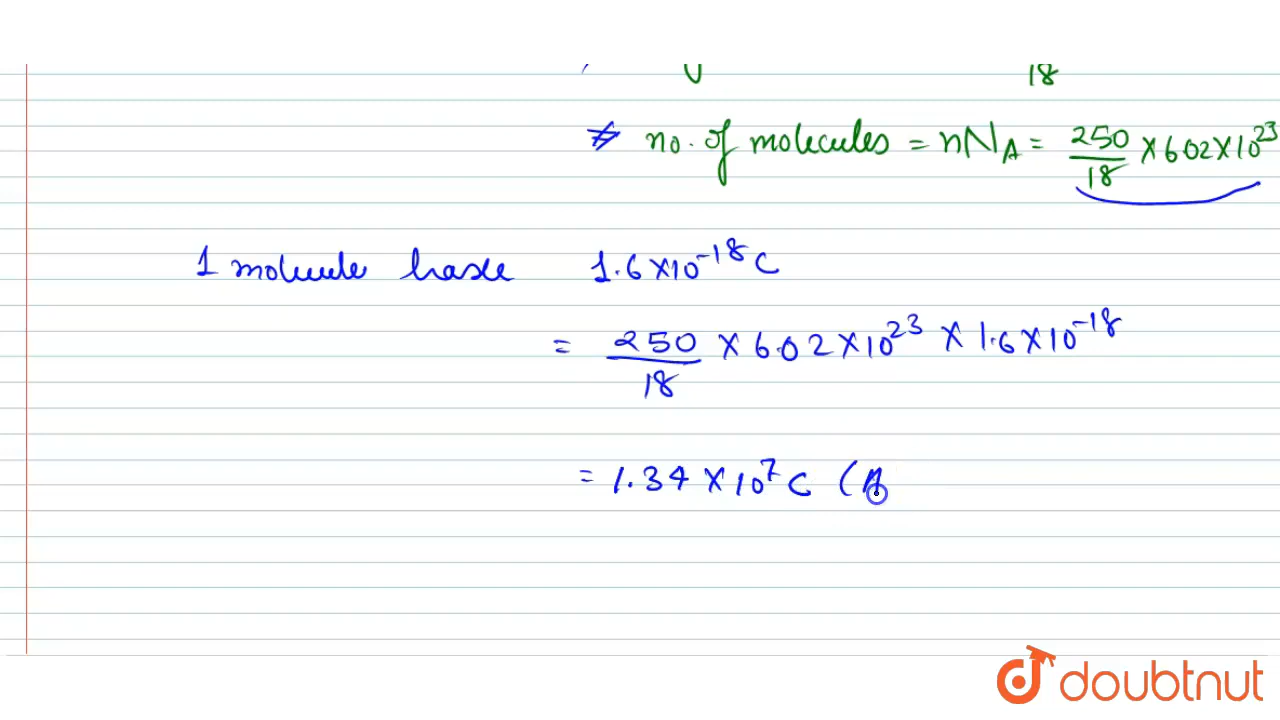 18
no. of molecules = nN_A = 250/18 × 6.02 × 10^23
1 molecule have 1.6 × 10^-18 C
= 250/18 × 6.02 × 10^23 × 1.6 × 10^-18
= 1.34 × 10^7 C (A
doubtnut